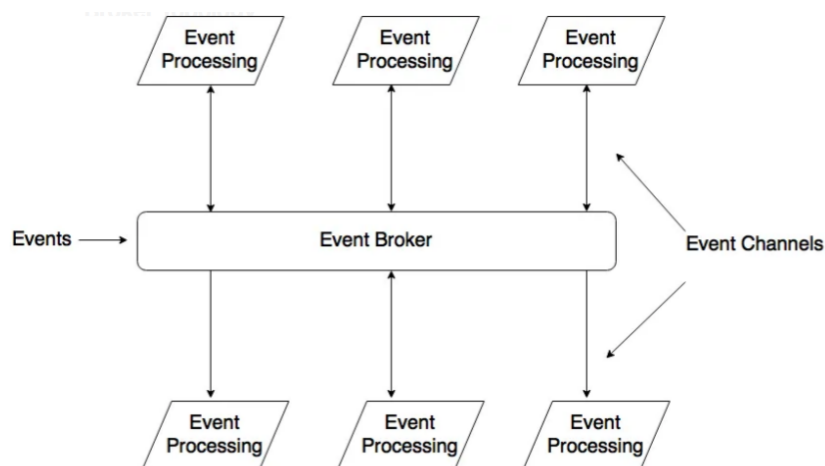 Event
Processing
Event
Processing
Event
Processing
Events
Event Broker
Event Channels
Event
Processing
Event
Processing
Event
Processing